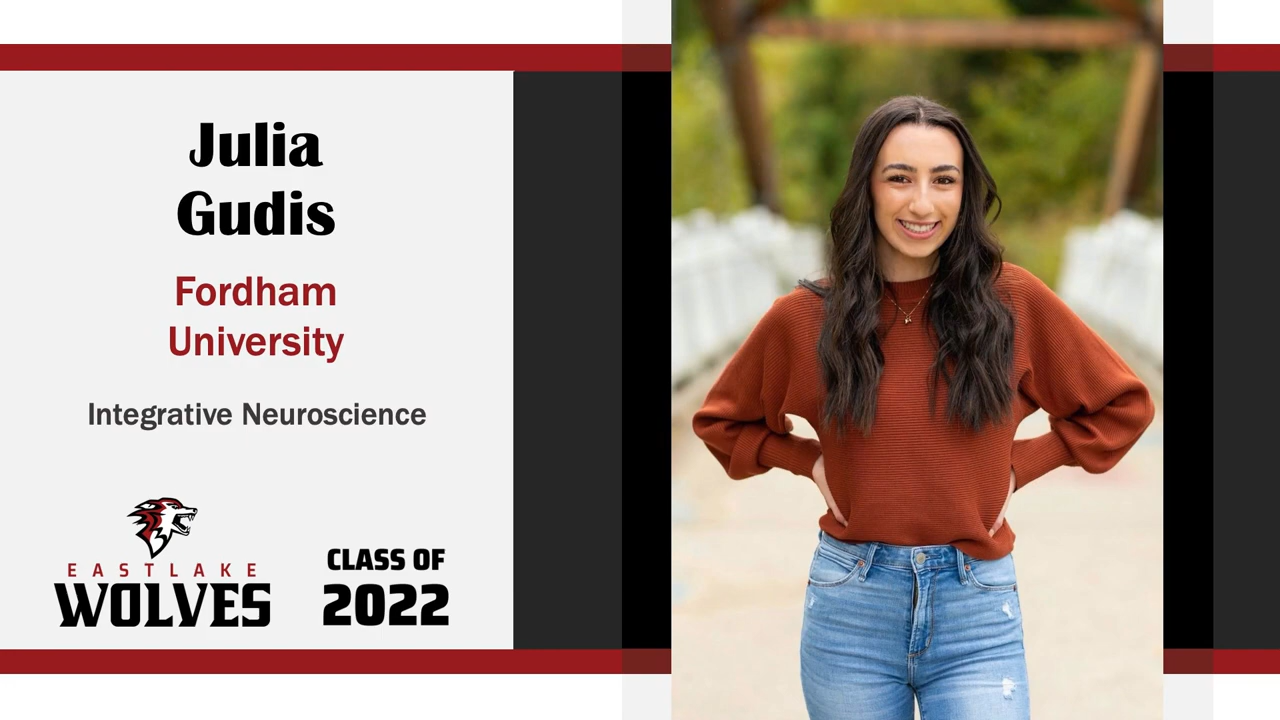 Julia
Gudis
Fordham
University
Integrative Neuroscience
EASTLAKE
WOLVES
CLASS OF
2022